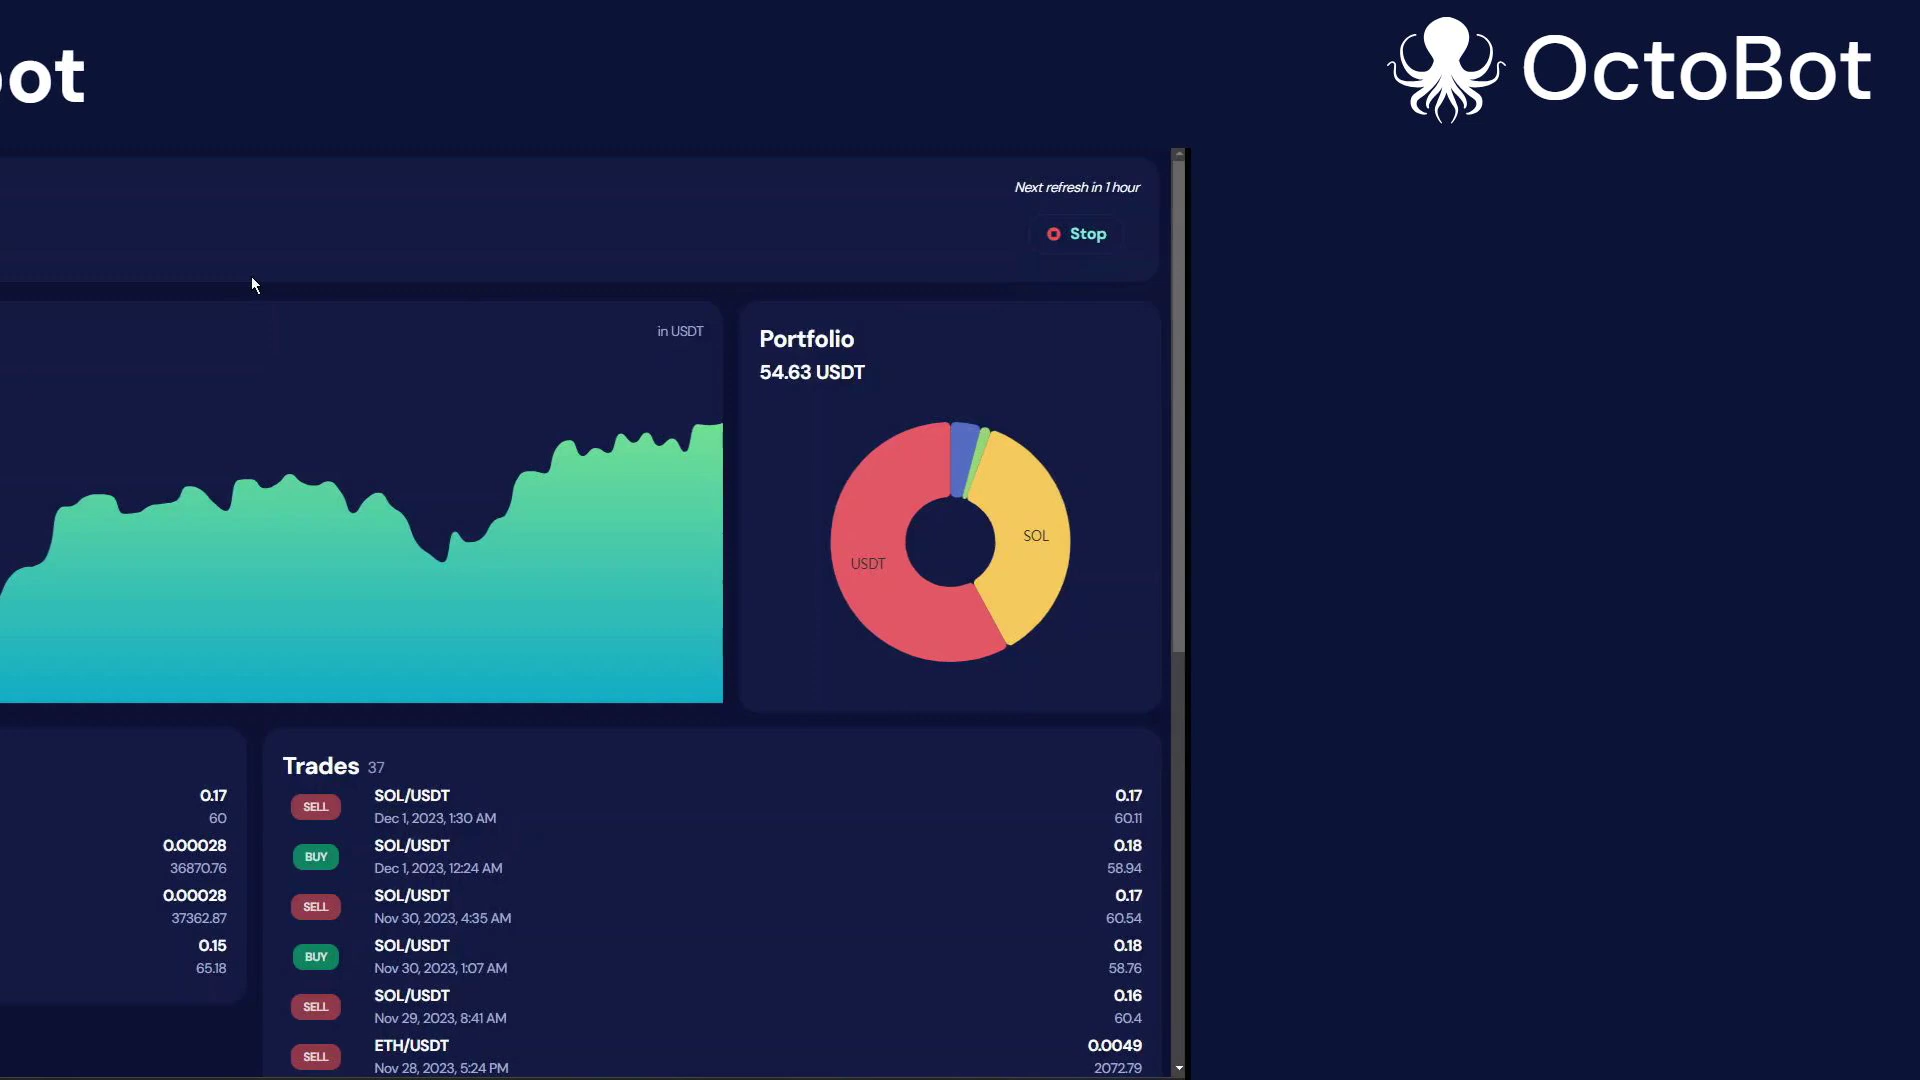 ot
OctoBot
Next refresh in 1 hour
Stop
in USDT
Portfolio
54.63 USDT
SOL
USDT
0.17
60
0.00028
36870.76
0.00028
37362.87
0.15
65.18
Trades 37
SELL SOL/USDT 0.17
Dec 1, 2023, 1:30 AM 60.11
BUY SOL/USDT 0.18
Dec 1, 2023, 12:24 AM 58.94
SELL SOL/USDT 0.17
Nov 30, 2023, 4:35 AM 60.54
BUY SOL/USDT 0.18
Nov 30, 2023, 1:07 AM 58.76
SELL SOL/USDT 0.16
Nov 29, 2023, 8:41 AM 60.4
SELL ETH/USDT 0.0049
Nov 28, 2023, 5:24 PM 2072.79